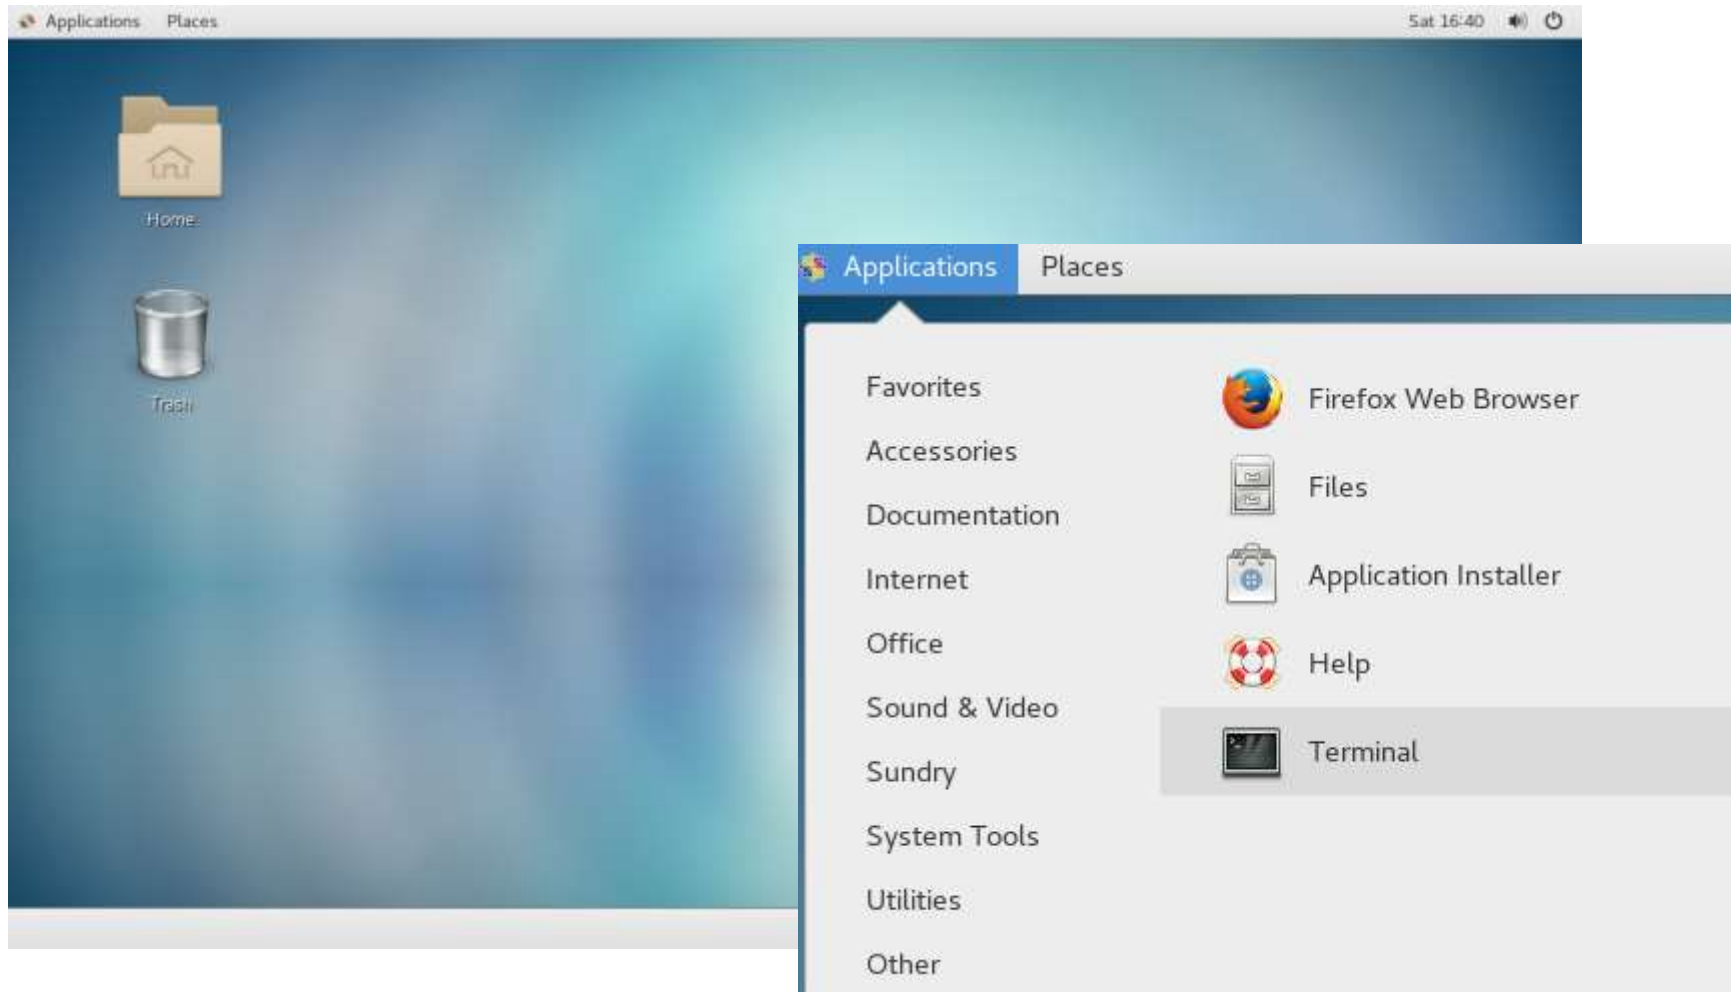 Applications Places Sat 16:40
Home
Trash
Applications Places
Favorites
Accessories
Documentation
Internet
Office
Sound & Video
Sundry
System Tools
Utilities
Other
Firefox Web Browser
Files
Application Installer
Help
Terminal